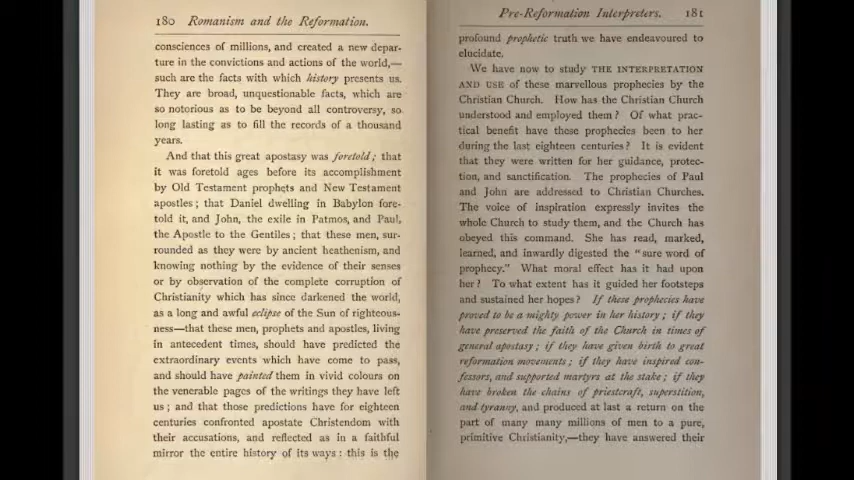 180 Romanism and the Reformation.
consciences of millions, and created a new depar-
ture in the convictions and actions of the world,—
such are the facts with which history presents us.
They are broad, unquestionable facts, which are
so notorious as to be beyond all controversy, so
long lasting as to fill the records of a thousand
years.
And that this great apostasy was foretold; that
it was foretold ages before its accomplishment
by Old Testament prophets and New Testament
apostles; that Daniel dwelling in Babylon fore-
told it, and John, the exile in Patmos, and Paul,
the Apostle to the Gentiles; that these men, sur-
rounded as they were by ancient heathenism, and
knowing nothing by the evidence of their senses
or by observation of the complete corruption of
Christianity which has since darkened the world,
as a long and awful eclipse of the Sun of righteous-
ness—that these men, prophets and apostles, living
in antecedent times, should have predicted the
extraordinary events which have come to pass,
and should have painted them in vivid colours on
the venerable pages of the writings they have left
us; and that those predictions have for eighteen
centuries confronted apostate Christendom with
their accusations, and reflected as in a faithful
mirror the entire history of its ways: this is the
Pre-Reformation Interpreters. 181
profound prophetic truth we have endeavoured to
elucidate.
We have now to study THE INTERPRETATION
AND USE of these marvellous prophecies by the
Christian Church. How has the Christian Church
understood and employed them? Of what prac-
tical benefit have these prophecies been to her
during the last eighteen centuries? It is evident
that they were written for her guidance, protec-
tion, and sanctification. The prophecies of Paul
and John are addressed to Christian Churches.
The voice of inspiration expressly invites the
whole Church to study them, and the Church has
obeyed this command. She has read, marked,
learned, and inwardly digested the "sure word of
prophecy." What moral effect has it had upon
her? To what extent has it guided her footsteps
and sustained her hopes? If these prophecies have
proved to be a mighty power in her history; if they
have preserved the faith of the Church in times of
general apostasy; if they have given birth to great
reformation movements; if they have inspired con-
fessors, and supported martyrs at the stake; if they
have broken the chains of priestcraft, superstition,
and tyranny, and produced at last a return on the
part of many many millions of men to a pure,
primitive Christianity,—they have answered their